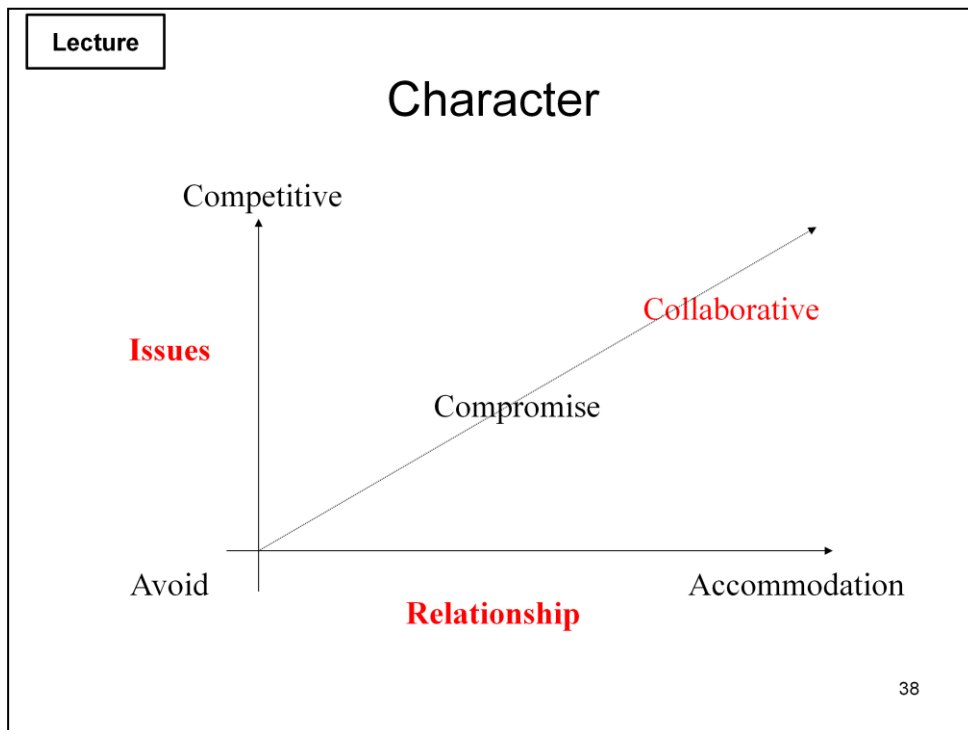 Lecture
Character
Competitive
Collaborative
Issues
Compromise
Avoid
Accommodation
Relationship
38